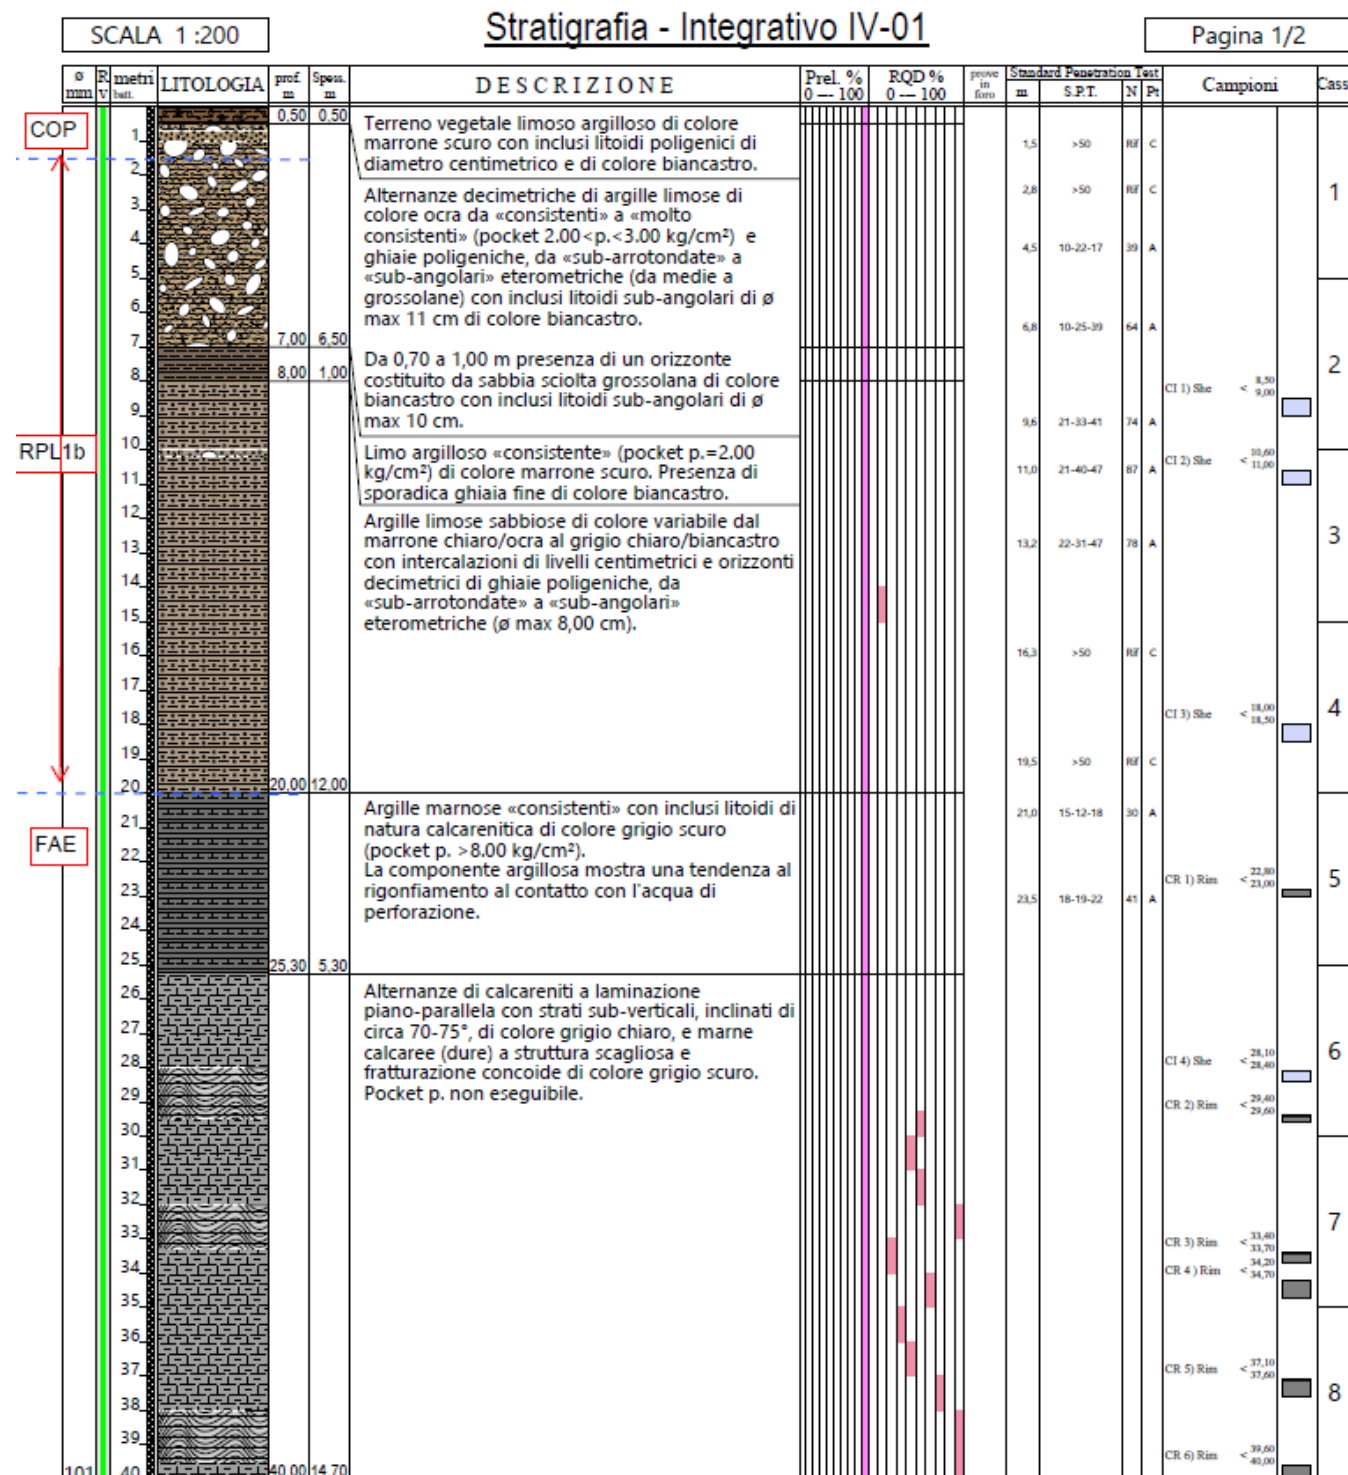 SCALA 1 :200
Stratigrafia - Integrativo IV-01
Pagina 1/2
ø mm
R v
metri batt.
LITOLOGIA
prof. m
Spess. m
DESCRIZIONE
Prel. % 0 --- 100
RQD % 0 --- 100
prove in foro
Standard Penetration Test
m S.P.T. N Pt
Campioni
Cass
COP
RPL1b
FAE
1
2
3
4
5
6
7
8
9
10
11
12
13
14
15
16
17
18
19
20
21
22
23
24
25
26
27
28
29
30
31
32
33
34
35
36
37
38
39
101 40
0,50 0,50
7,00 6,50
8,00 1,00
20,00 12,00
25,30 5,30
40,00 14,70
Terreno vegetale limoso argilloso di colore
marrone scuro con inclusi litoidi poligenici di
diametro centimetrico e di colore biancastro.
Alternanze decimetriche di argille limose di
colore ocra da «consistenti» a «molto
consistenti» (pocket 2.00<p.<3.00 kg/cm²) e
ghiaie poligeniche, da «sub-arrotondate» a
«sub-angolari» eterometriche (da medie a
grossolane) con inclusi litoidi sub-angolari di ø
max 11 cm di colore biancastro.
Da 0,70 a 1,00 m presenza di un orizzonte
costituito da sabbia sciolta grossolana di colore
biancastro con inclusi litoidi sub-angolari di ø
max 10 cm.
Limo argilloso «consistente» (pocket p.=2.00
kg/cm²) di colore marrone scuro. Presenza di
sporadica ghiaia fine di colore biancastro.
Argille limose sabbiose di colore variabile dal
marrone chiaro/ocra al grigio chiaro/biancastro
con intercalazioni di livelli centimetrici e orizzonti
decimetrici di ghiaie poligeniche, da
«sub-arrotondate» a «sub-angolari»
eterometriche (ø max 8,00 cm).
Argille marnose «consistenti» con inclusi litoidi di
natura calcarenitica di colore grigio scuro
(pocket p. >8.00 kg/cm²).
La componente argillosa mostra una tendenza al
rigonfiamento al contatto con l'acqua di
perforazione.
Alternanze di calcareniti a laminazione
piano-parallela con strati sub-verticali, inclinati di
circa 70-75°, di colore grigio chiaro, e marne
calcaree (dure) a struttura scagliosa e
fratturazione concoide di colore grigio scuro.
Pocket p. non eseguibile.
1,5 >50 Rif C
2,8 >50 Rif C
4,5 10-22-17 39 A
6,8 10-25-39 64 A
9,6 21-33-41 74 A
11,0 21-40-47 87 A
13,2 22-31-47 78 A
16,3 >50 Rif C
19,5 >50 Rif C
21,0 15-12-18 30 A
23,5 18-19-22 41 A
CI 1) She < 8,50 9,00
CI 2) She < 10,60 11,00
CI 3) She < 18,00 18,50
CR 1) Rim < 22,80 23,00
CI 4) She < 28,10 28,40
CR 2) Rim < 29,40 29,60
CR 3) Rim < 33,40 33,70
CR 4 ) Rim < 34,20 34,70
CR 5) Rim < 37,10 37,60
CR 6) Rim < 39,60 40,00
1
2
3
4
5
6
7
8